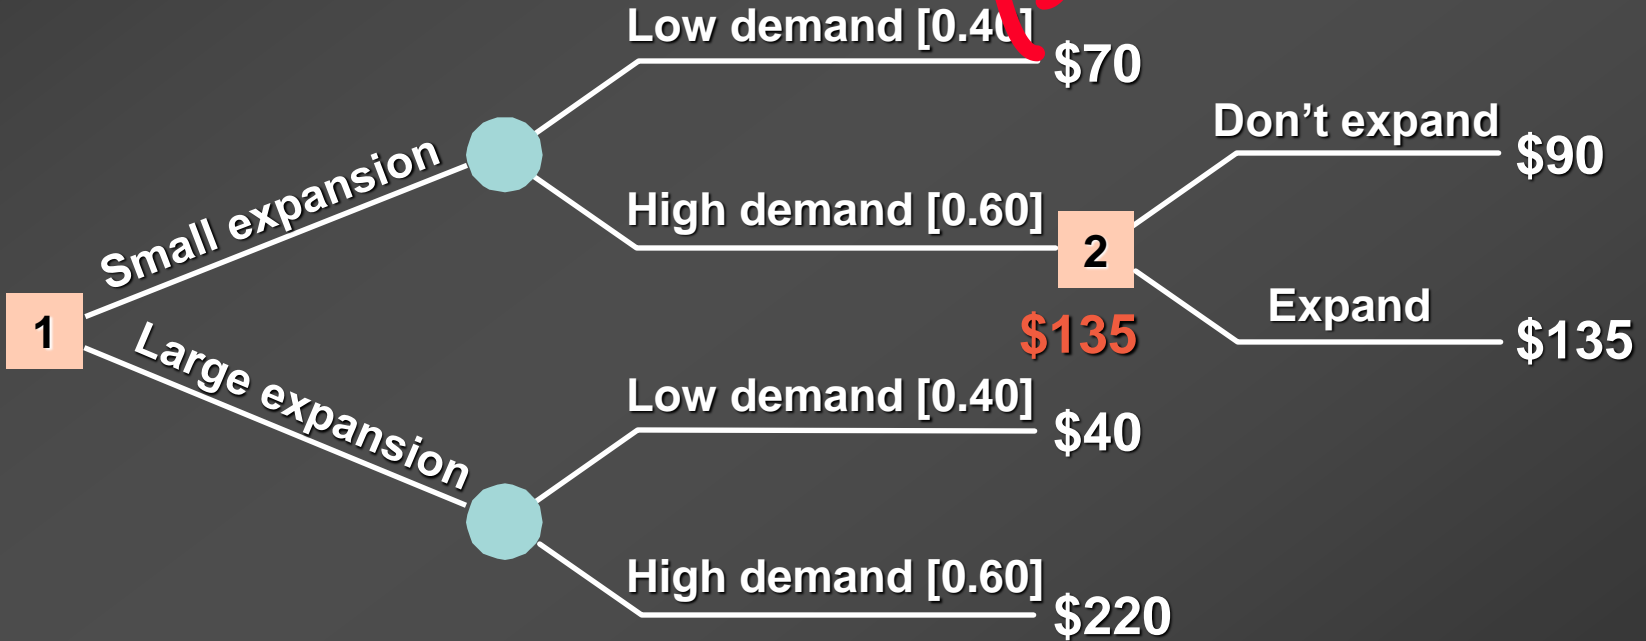 Low demand [0.40]
$70
Don’t expand
$90
Small expansion
High demand [0.60]
2
Expand
$135
$135
1
Large expansion
Low demand [0.40]
$40
High demand [0.60]
$220